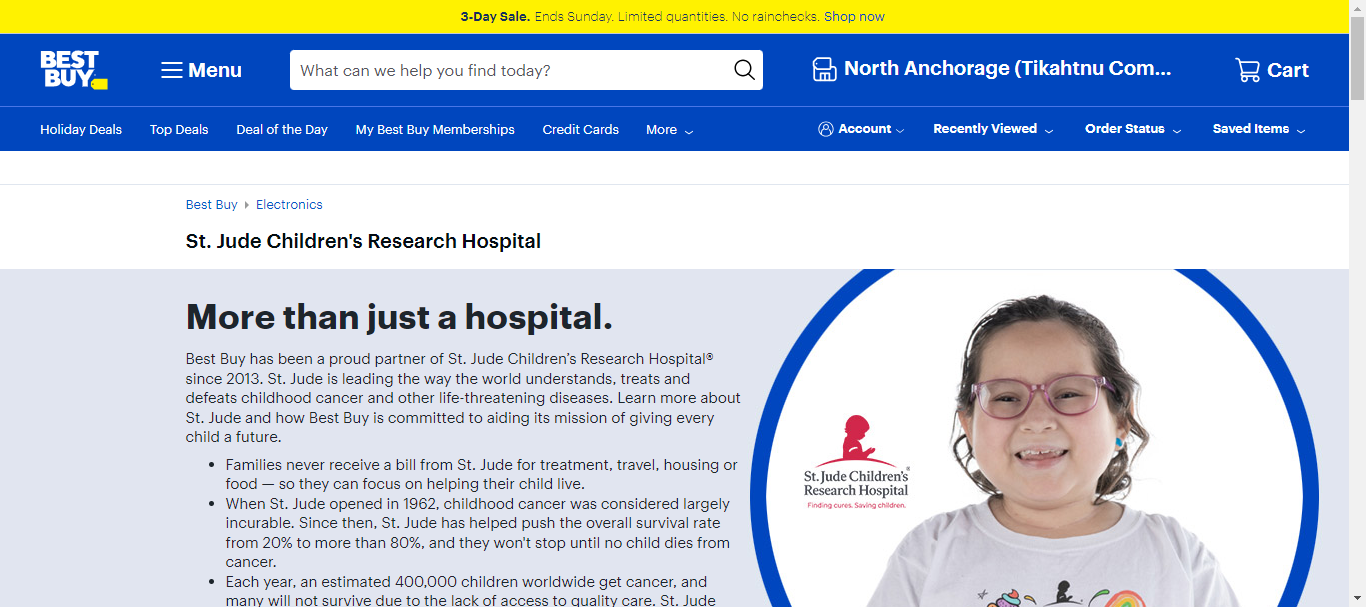 3-Day Sale. Ends Sunday. Limited quantities. No rainchecks. Shop now
BEST
BUY
Menu
What can we help you find today?
North Anchorage (Tikahtnu Com...
Cart
Holiday Deals
Top Deals
Deal of the Day
My Best Buy Memberships
Credit Cards
More
Account
Recently Viewed
Order Status
Saved Items
Best Buy
Electronics
St. Jude Children's Research Hospital
More than just a hospital.
Best Buy has been a proud partner of St. Jude Children’s Research Hospital®
since 2013. St. Jude is leading the way the world understands, treats and
defeats childhood cancer and other life-threatening diseases. Learn more about
St. Jude and how Best Buy is committed to aiding its mission of giving every
child a future.
• Families never receive a bill from St. Jude for treatment, travel, housing or
food — so they can focus on helping their child live.
• When St. Jude opened in 1962, childhood cancer was considered largely
incurable. Since then, St. Jude has helped push the overall survival rate
from 20% to more than 80%, and they won't stop until no child dies from
cancer.
• Each year, an estimated 400,000 children worldwide get cancer, and
many will not survive due to the lack of access to quality care. St. Jude
St. Jude Children's®
Research Hospital
Finding cures. Saving children.